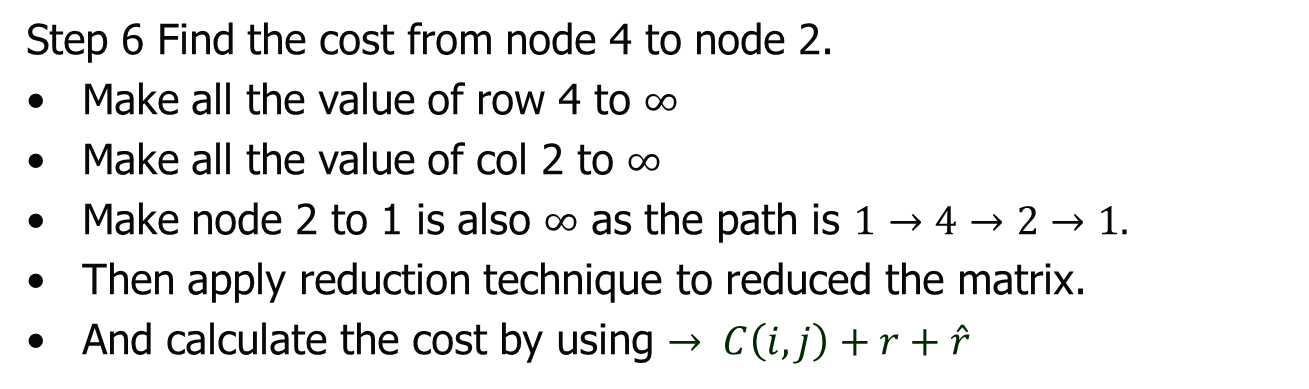 Step 6 Find the cost from node 4 to node 2.
• Make all the value of row 4 to ∞
• Make all the value of col 2 to ∞
• Make node 2 to 1 is also ∞ as the path is 1 → 4 → 2 → 1.
• Then apply reduction technique to reduced the matrix.
• And calculate the cost by using → C(i,j) + r + r̂